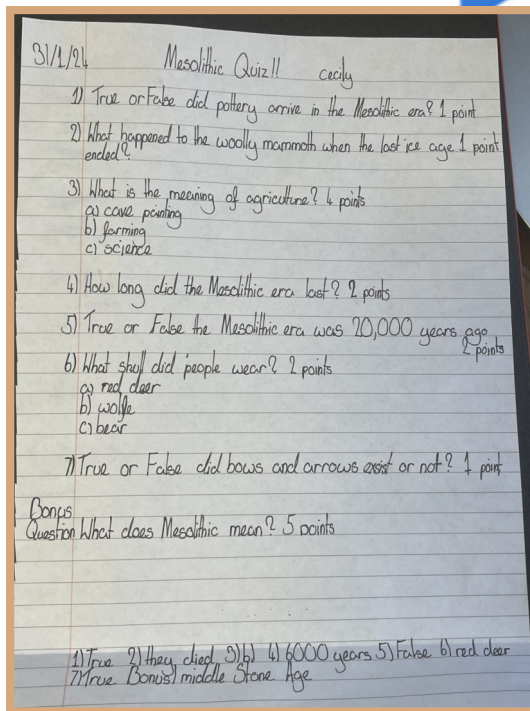 31/1/24 Mesolithic Quiz!! cecily
1) True or False did pottery arrive in the Mesolithic era? 1 point
2) What happened to the woolly mammoth when the last ice age 1 point
ended?
3) What is the meaning of agriculture? 4 points
a) cave painting
b) farming
c) science
4) How long did the Mesolithic era last? 2 points
5) True or False the Mesolithic era was 20,000 years ago
2 points
6) What skull did people wear? 2 points
a) red deer
b) wolfe
c) bear
7) True or False did bows and arrows exsist or not? 1 point
Bonus
Question What does Mesolithic mean? 5 points
1) True 2) they died 3) b) 4) 6000 years 5) False 6) red deer
7) True Bonus) middle Stone Age